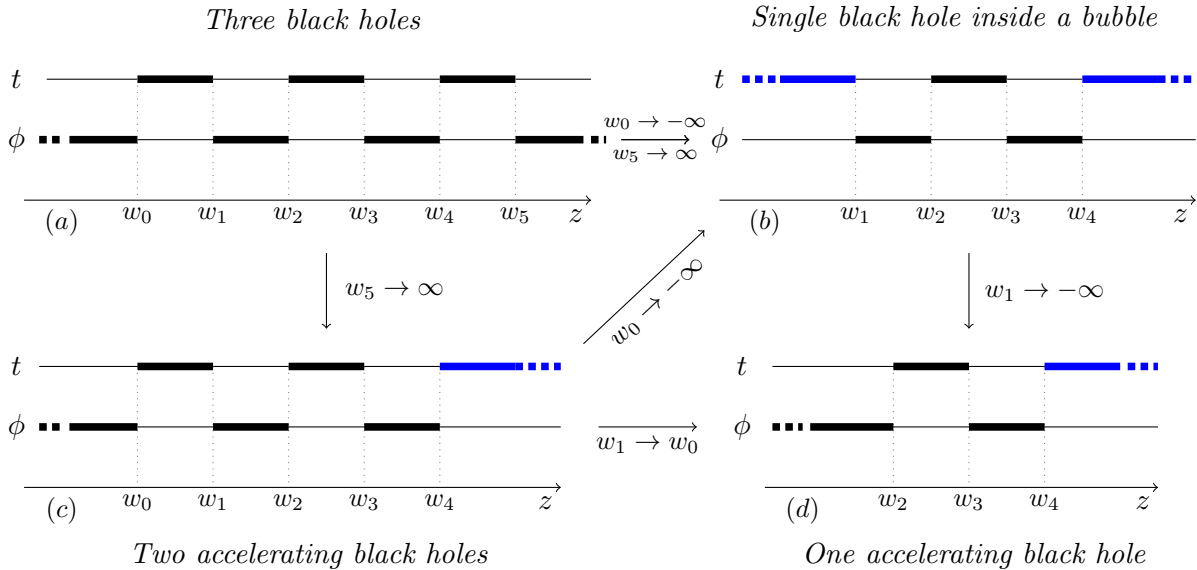 Three black holes
Single black hole inside a bubble
t
ϕ
w₀ w₁ w₂ w₃ w₄ w₅ z
(a)
w₀ → −∞
w₅ → ∞
w₁ w₂ w₃ w₄ z
(b)
w₅ → ∞
w₀ → −∞
w₁ → −∞
t
ϕ
w₀ w₁ w₂ w₃ w₄ z
(c)
w₁ → w₀
t
ϕ
w₂ w₃ w₄ z
(d)
Two accelerating black holes
One accelerating black hole